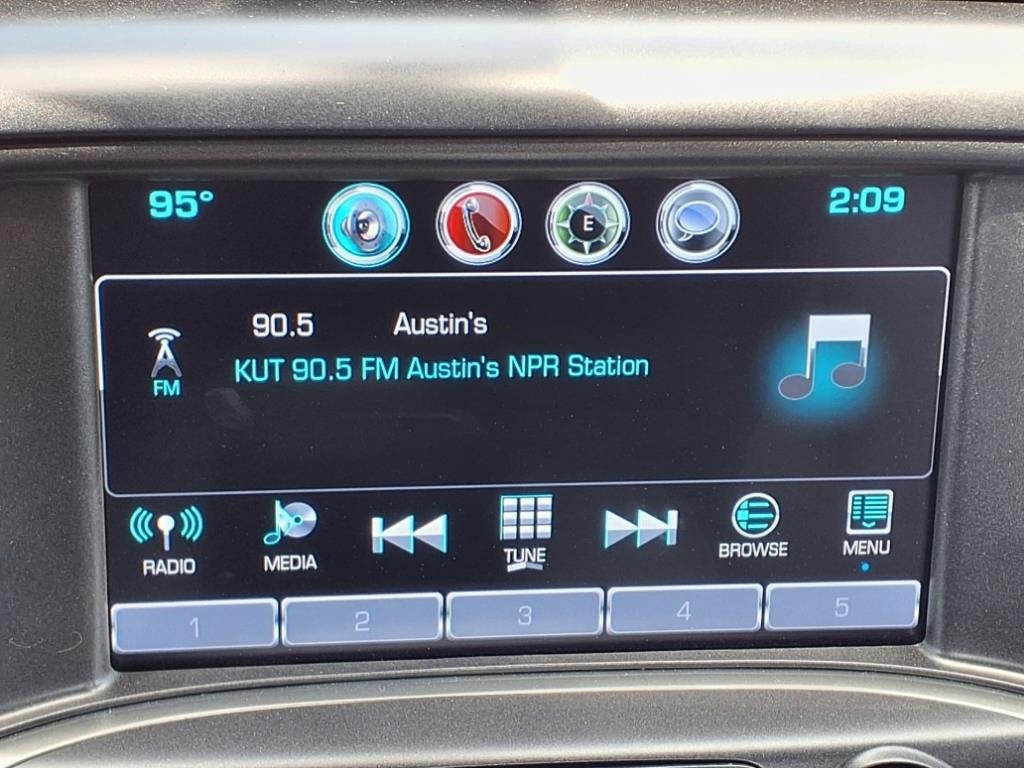 95°
E
2:09
90.5 Austin's
FM
KUT 90.5 FM Austin's NPR Station
RADIO
MEDIA
TUNE
BROWSE
MENU
1
2
3
4
5